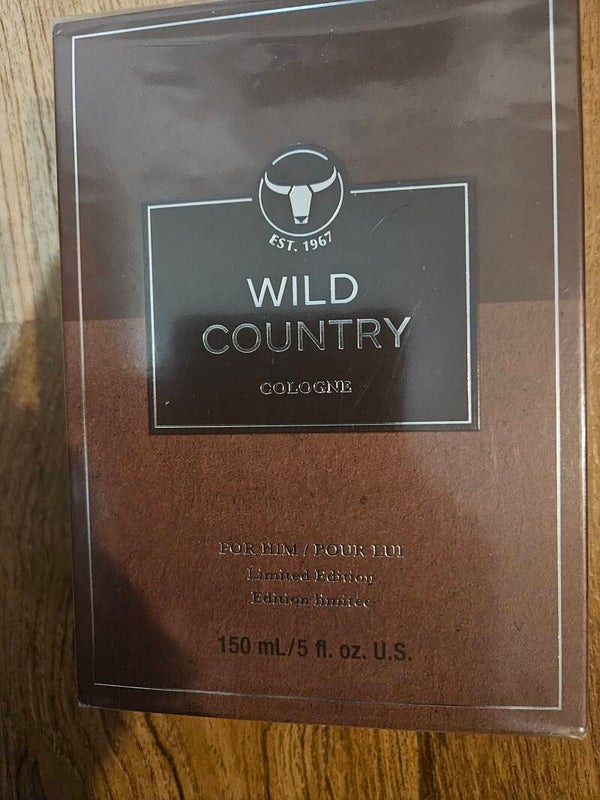 EST. 1967
WILD
COUNTRY
COLOGNE
FOR HIM / POUR LUI
Limited Edition
Edition limitée
150 mL/5 fl. oz. U.S.